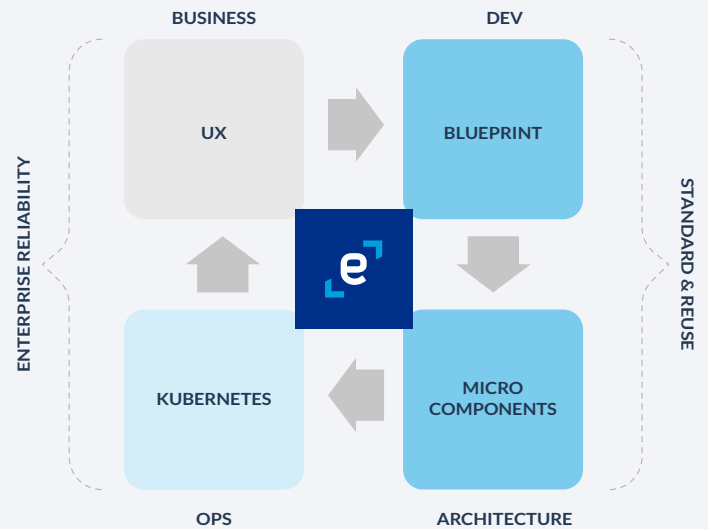 BUSINESS
DEV
UX
BLUEPRINT
ENTERPRISE RELIABILITY
STANDARD & REUSE
e
KUBERNETES
MICRO
COMPONENTS
OPS
ARCHITECTURE